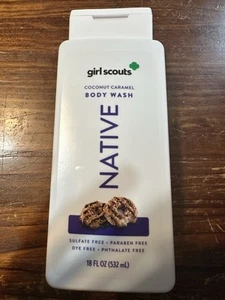 girl scouts
COCONUT CARAMEL
BODY WASH
NATIVE
SULFATE FREE - PARABEN FREE
DYE FREE - PHTHALATE FREE
18 FL OZ (532 mL)